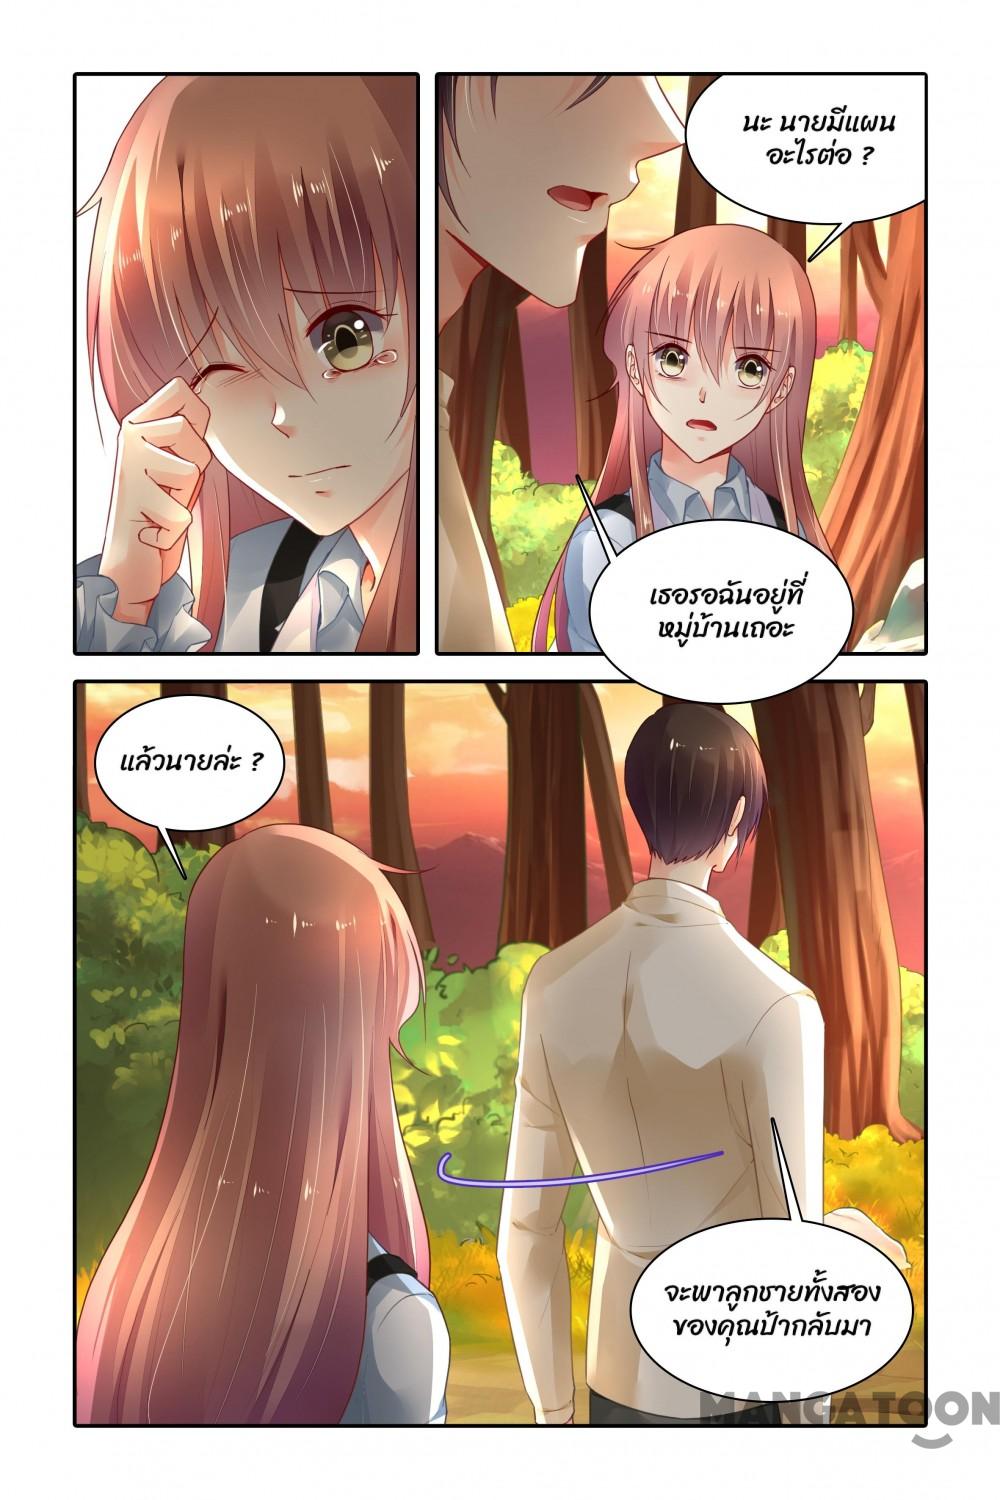 นะ นายมีแผน
อะไรต่อ ?
เธอรอฉันอยู่ที่
หมู่บ้านเถอะ
แล้วนายล่ะ ?
จะพาลูกชายทั้งสอง
ของคุณป้ากลับมา
MANGATOON